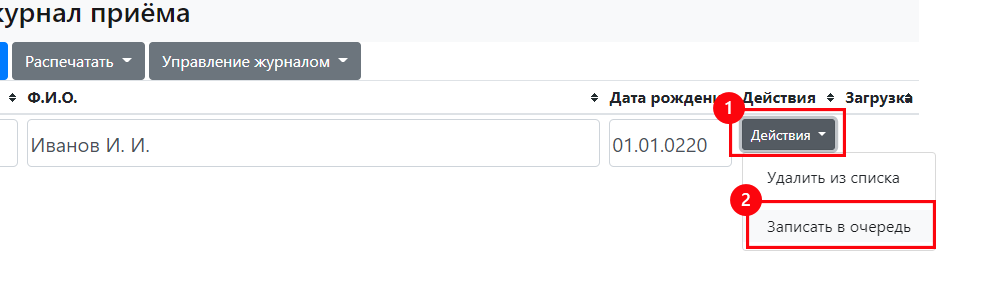 журнал приёма
Распечатать Управление журналом
Ф.И.О. Дата рождения Действия Загрузка
1
Иванов И. И. 01.01.0220 Действия
Удалить из списка
2
Записать в очередь